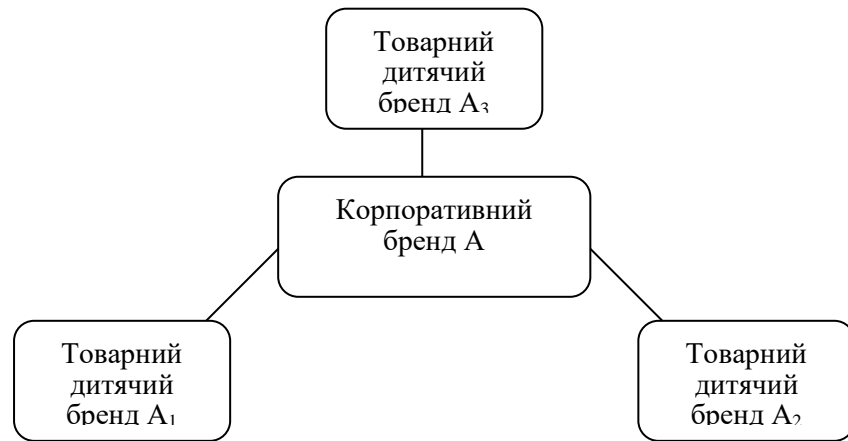 Товарний
дитячий
бренд А₃
Корпоративний
бренд А
Товарний
дитячий
бренд А₁
Товарний
дитячий
бренд А₂